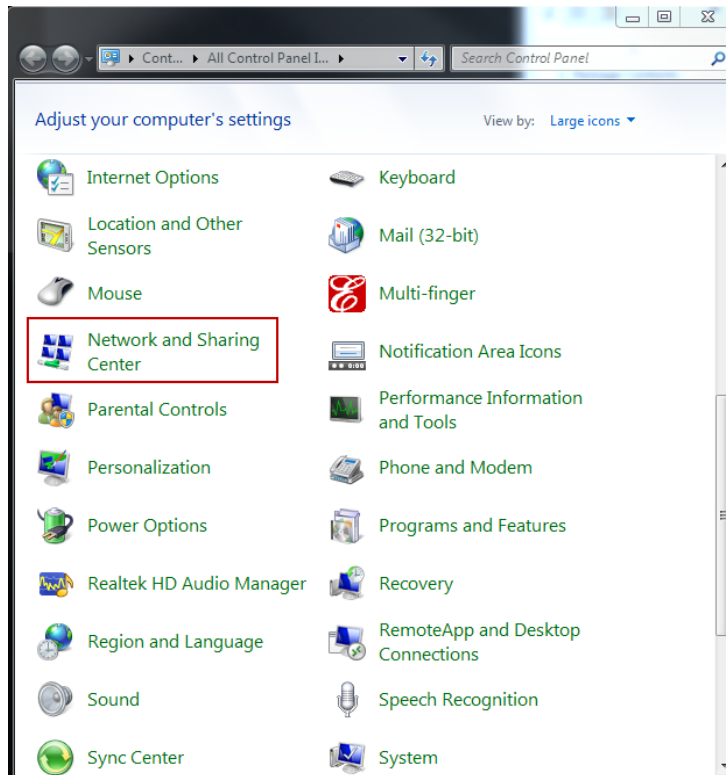 Cont... All Control Panel I... Search Control Panel
Adjust your computer's settings View by: Large icons
Internet Options Keyboard
Location and Other
Sensors
Mail (32-bit)
Mouse Multi-finger
Network and Sharing
Center
Notification Area Icons
Parental Controls
Performance Information
and Tools
Personalization Phone and Modem
Power Options Programs and Features
Realtek HD Audio Manager Recovery
Region and Language
RemoteApp and Desktop
Connections
Sound Speech Recognition
Sync Center System